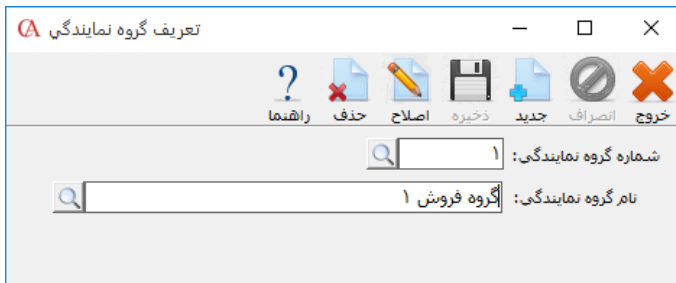 تعریف گروه نمایندگي
خروج انصراف جدید ذخیره اصلاح حذف راهنما
شماره گروه نمایندگی: ۱
نام گروه نمایندگی: گروه فروش ۱